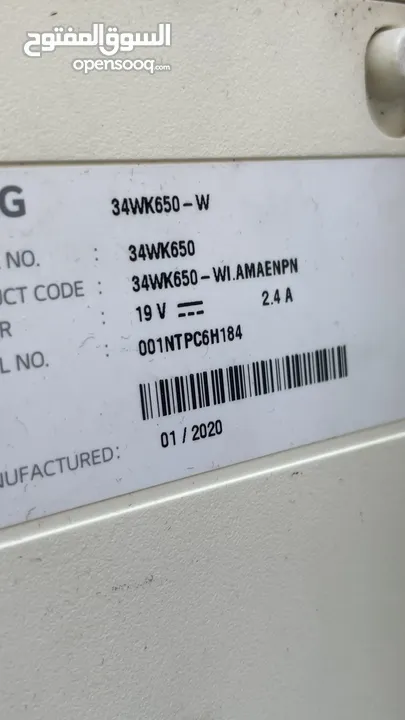 السوق المفتوح
opensooq.com
G
34WK650-W
L NO. : 34WK650
UCT CODE : 34WK650-WI.AMAENPN
R : 19 V ⎓ 2.4 A
L NO. : 001NTPC6H184
NUFACTURED: 01 / 2020